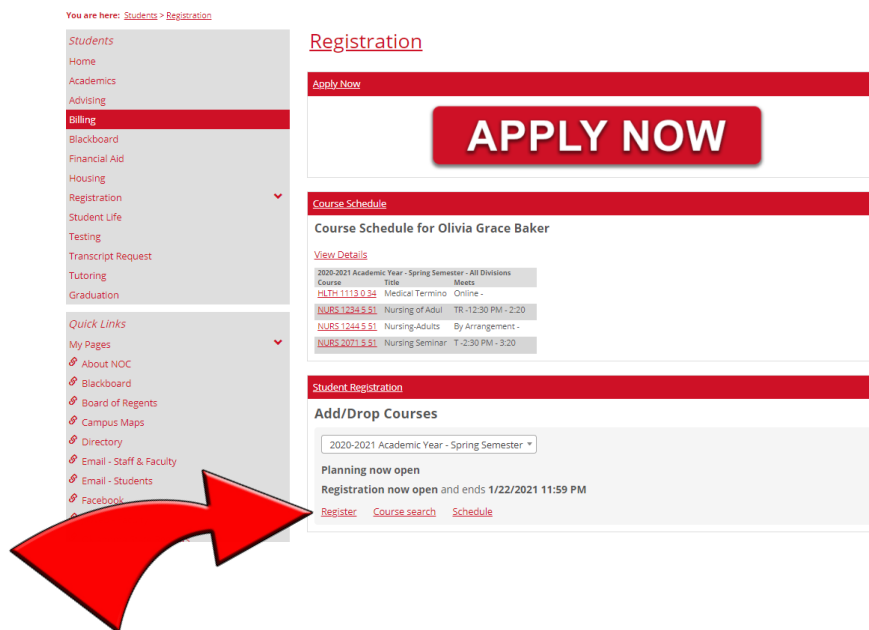 You are here: Students > Registration
Students
Home
Academics
Advising
Billing
Blackboard
Financial Aid
Housing
Registration
Student Life
Testing
Transcript Request
Tutoring
Graduation
Quick Links
My Pages
About NOC
Blackboard
Board of Regents
Campus Maps
Directory
Email - Staff & Faculty
Email - Students
Facebook
Registration
Apply Now
APPLY NOW
Course Schedule
Course Schedule for Olivia Grace Baker
View Details
2020-2021 Academic Year - Spring Semester - All Divisions
Course Title Meets
HLTH 1113 0 34 Medical Termino Online -
NURS 1234 5 51 Nursing of Adul TR -12:30 PM - 2:20
NURS 1244 5 51 Nursing-Adults By Arrangement -
NURS 2071 5 51 Nursing Seminar T -2:30 PM - 3:20
Student Registration
Add/Drop Courses
2020-2021 Academic Year - Spring Semester
Planning now open
Registration now open and ends 1/22/2021 11:59 PM
Register Course search Schedule